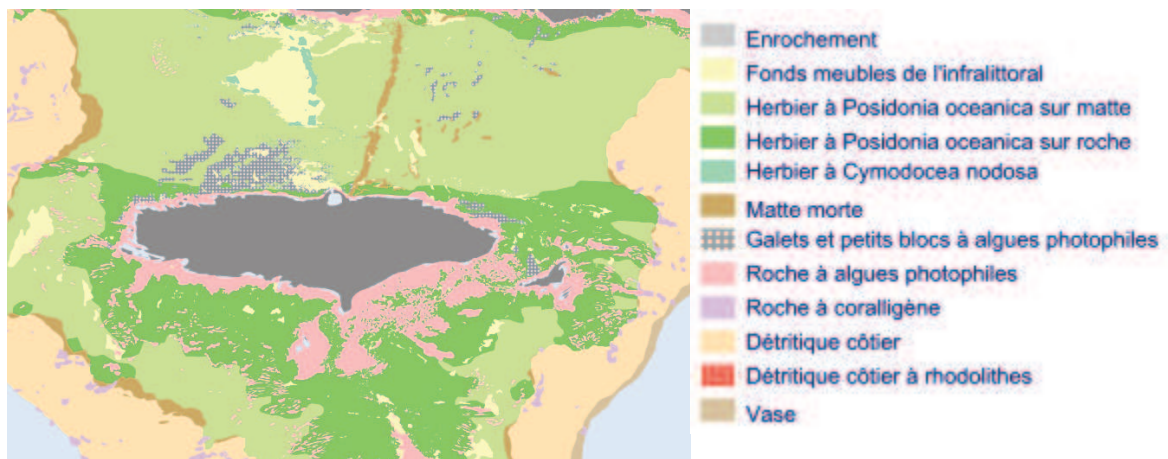 Enrochement
Fonds meubles de l'infralittoral
Herbier à Posidonia oceanica sur matte
Herbier à Posidonia oceanica sur roche
Herbier à Cymodocea nodosa
Matte morte
Galets et petits blocs à algues photophiles
Roche à algues photophiles
Roche à coralligène
Détritique côtier
Détritique côtier à rhodolithes
Vase